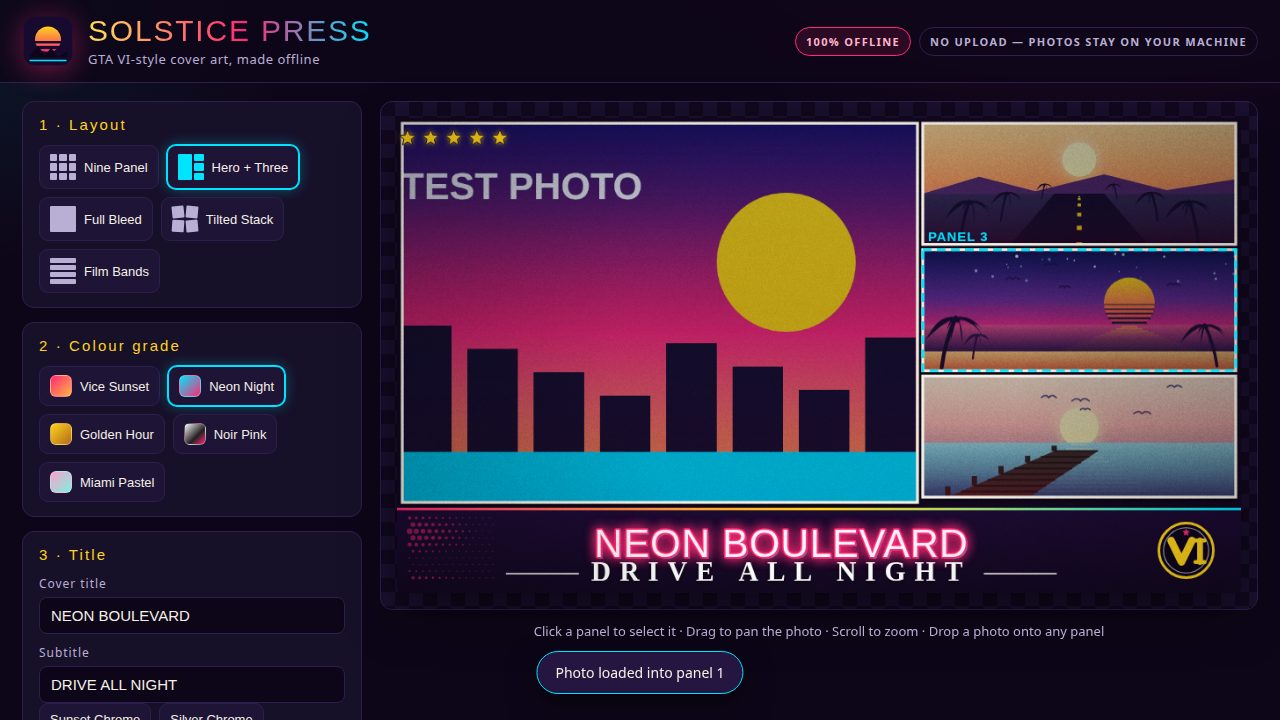 SOLSTICE PRESS
GTA VI-style cover art, made offline
100% OFFLINE
NO UPLOAD — PHOTOS STAY ON YOUR MACHINE
1 · Layout
Nine Panel
Hero + Three
Full Bleed
Tilted Stack
Film Bands
2 · Colour grade
Vice Sunset
Neon Night
Golden Hour
Noir Pink
Miami Pastel
3 · Title
Cover title
NEON BOULEVARD
Subtitle
DRIVE ALL NIGHT
Sunset Chrome
Silver Chrome
TEST PHOTO
PANEL 3
NEON BOULEVARD
DRIVE ALL NIGHT
VI
Click a panel to select it · Drag to pan the photo · Scroll to zoom · Drop a photo onto any panel
Photo loaded into panel 1